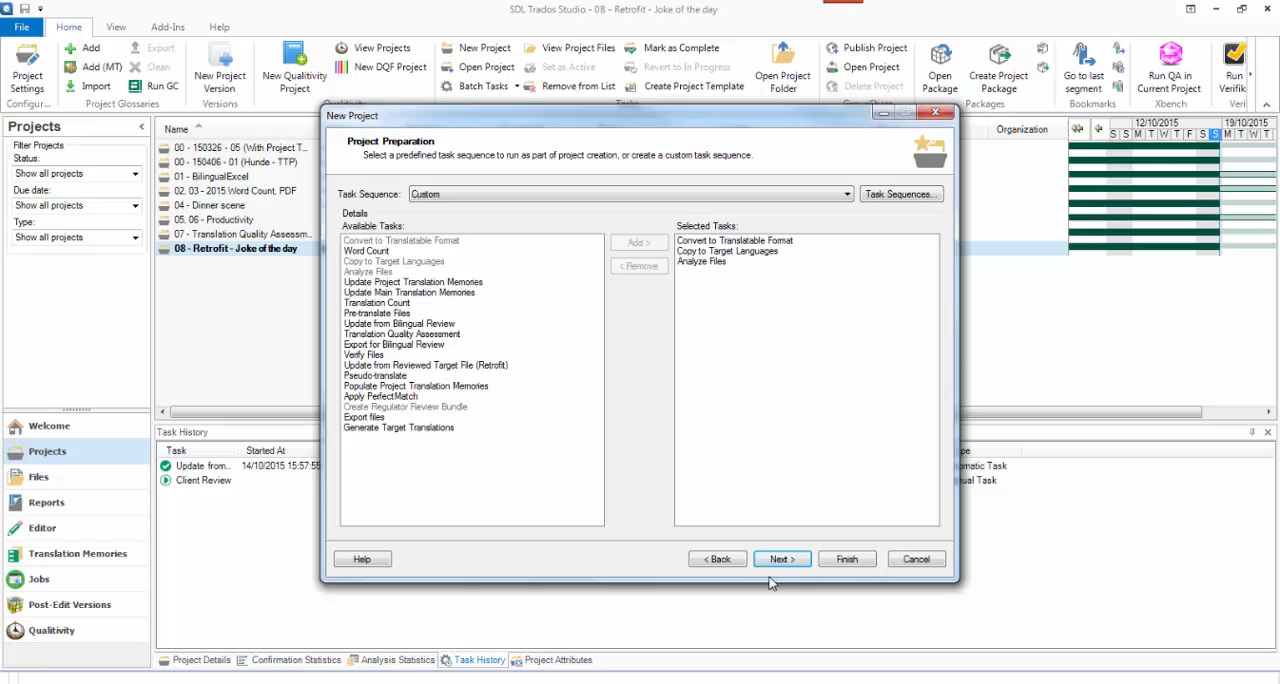 SDL Trados Studio - 08 - Retrofit - Joke of the day
File Home View Add-Ins Help
Project Settings
Configur...
Add
Add (MT)
Import
Export
Clean
Run GC
Project Glossaries
New Project Version
Versions
New Qualitivity Project
View Projects
New DQF Project
New Project
Open Project
Batch Tasks
View Project Files
Set as Active
Remove from List
Mark as Complete
Revert to In Progress
Create Project Template
Open Project Folder
Publish Project
Open Project
Delete Project
Open Package
Create Project Package
Packages
Go to last segment
Bookmarks
Run QA in Current Project
Xbench
Run Verifik
Veri
Projects
Filter Projects
Status:
Show all projects
Due date:
Show all projects
Type:
Show all projects
Name
00 - 150326 - 05 (With Project T...
00 - 150406 - 01 (Hunde - TTP)
01 - BilingualExcel
02. 03 - 2015 Word Count, PDF
04 - Dinner scene
05. 06 - Productivity
07 - Translation Quality Assessm...
08 - Retrofit - Joke of the day
Organization
12/10/2015 19/10/2015
S S M T W T F S S M T W T
New Project
Project Preparation
Select a predefined task sequence to run as part of project creation, or create a custom task sequence.
Task Sequence: Custom Task Sequences...
Details
Available Tasks:
Convert to Translatable Format
Word Count
Copy to Target Languages
Analyze Files
Update Project Translation Memories
Update Main Translation Memories
Translation Count
Pre-translate Files
Update from Bilingual Review
Translation Quality Assessment
Export for Bilingual Review
Verify Files
Update from Reviewed Target File (Retrofit)
Pseudo-translate
Populate Project Translation Memories
Apply PerfectMatch
Create Regulator Review Bundle
Export files
Generate Target Translations
Add >
< Remove
Selected Tasks:
Convert to Translatable Format
Copy to Target Languages
Analyze Files
Help < Back Next > Finish Cancel
Welcome
Projects
Files
Reports
Editor
Translation Memories
Jobs
Post-Edit Versions
Qualitivity
Task History
Task Started At
Update from... 14/10/2015 15:57:55
Client Review
pe
omatic Task
ual Task
Project Details Confirmation Statistics Analysis Statistics Task History Project Attributes